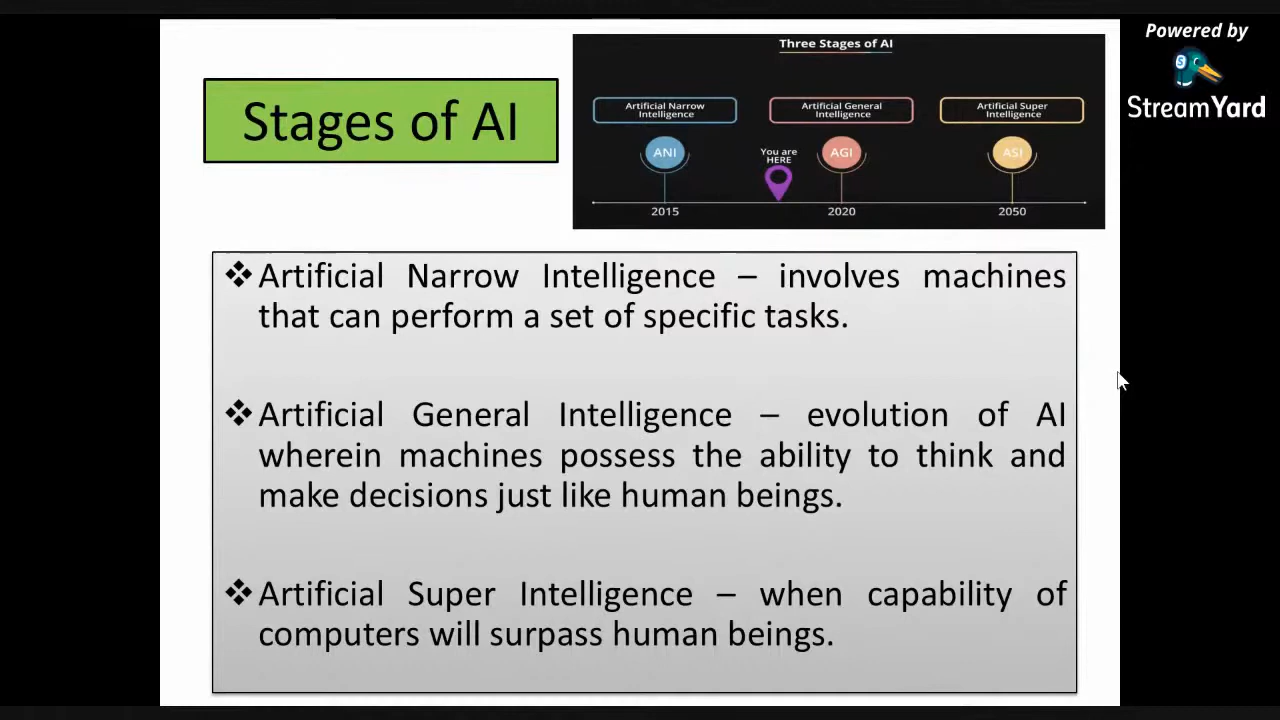 Powered by
StreamYard
Stages of AI
Three Stages of AI
Artificial Narrow
Intelligence
Artificial General
Intelligence
Artificial Super
Intelligence
ANI
You are
HERE
AGI
ASI
2015
2020
2050
❖Artificial Narrow Intelligence – involves machines
that can perform a set of specific tasks.
❖Artificial General Intelligence – evolution of AI
wherein machines possess the ability to think and
make decisions just like human beings.
❖Artificial Super Intelligence – when capability of
computers will surpass human beings.